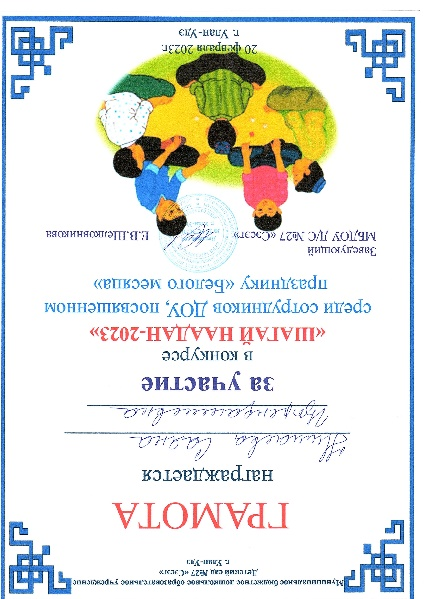 Муниципальное бюджетное дошкольное образовательное учреждение
Детский сад №27 «Сэсэг»
г. Улан-Удэ
ГРАМОТА
награждается
Саяна
за участие
в конкурсе
«ШАГАЙ НААДАН-2023»
среди сотрудников ДОУ, посвященном
празднику «Белого месяца»
Заведующий
МБДОУ Д/С №27 «Сэсэг» Е.В.Шелковникова
20 февраля 2023г.
г. Улан-Удэ